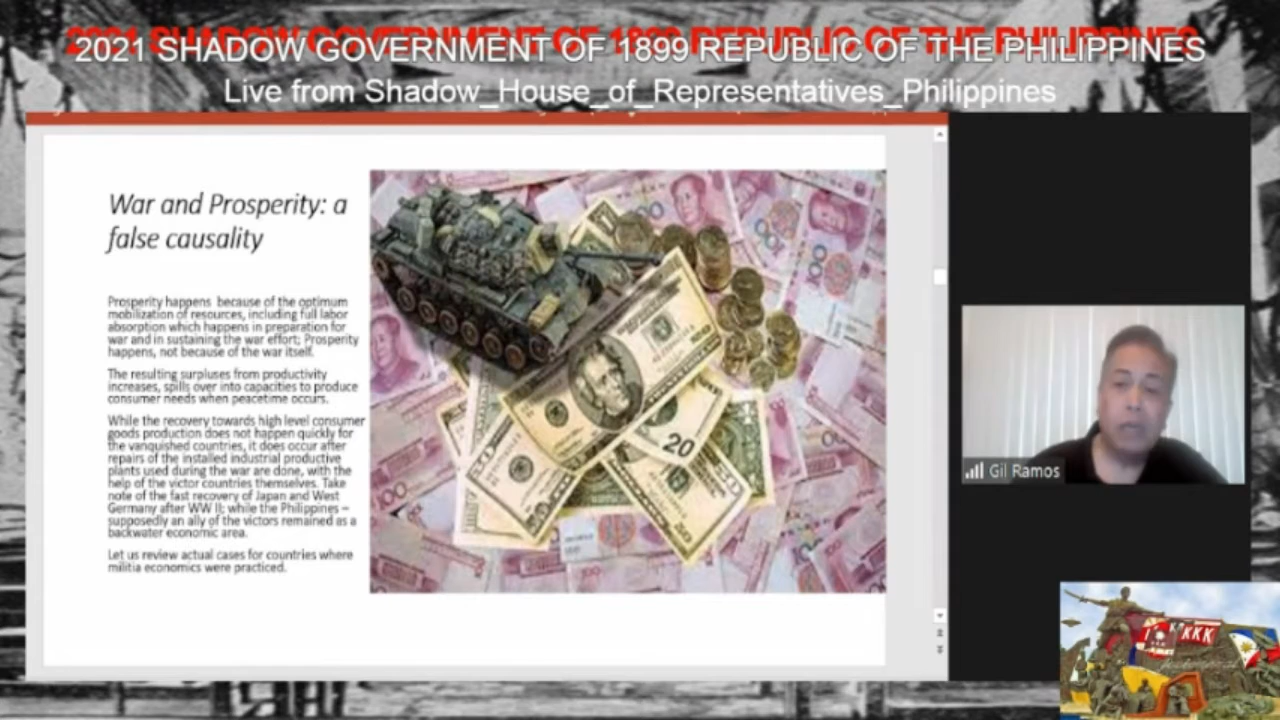 2021 SHADOW GOVERNMENT OF 1899 REPUBLIC OF THE PHILIPPINES
Live from Shadow_House_of_Representatives_Philippines
War and Prosperity: a
false causality
Prosperity happens because of the optimum
mobilization of resources, including full labor
absorption which happens in preparation for
war and in sustaining the war effort; Prosperity
happens, not because of the war itself.
The resulting surpluses from productivity
increases, spills over into capacities to produce
consumer needs when peacetime occurs.
While the recovery towards high level consumer
goods production does not happen quickly for
the vanquished countries, it does occur after
repairs of the installed industrial productive
plants used during the war are done, with the
help of the victor countries themselves. Take
note of the fast recovery of Japan and West
Germany after WW II; while the Philippines –
supposedly an ally of the victors remained as a
backwater economic area.
Let us review actual cases for countries where
militia economics were practiced.
20
100
Gil Ramos
KKK